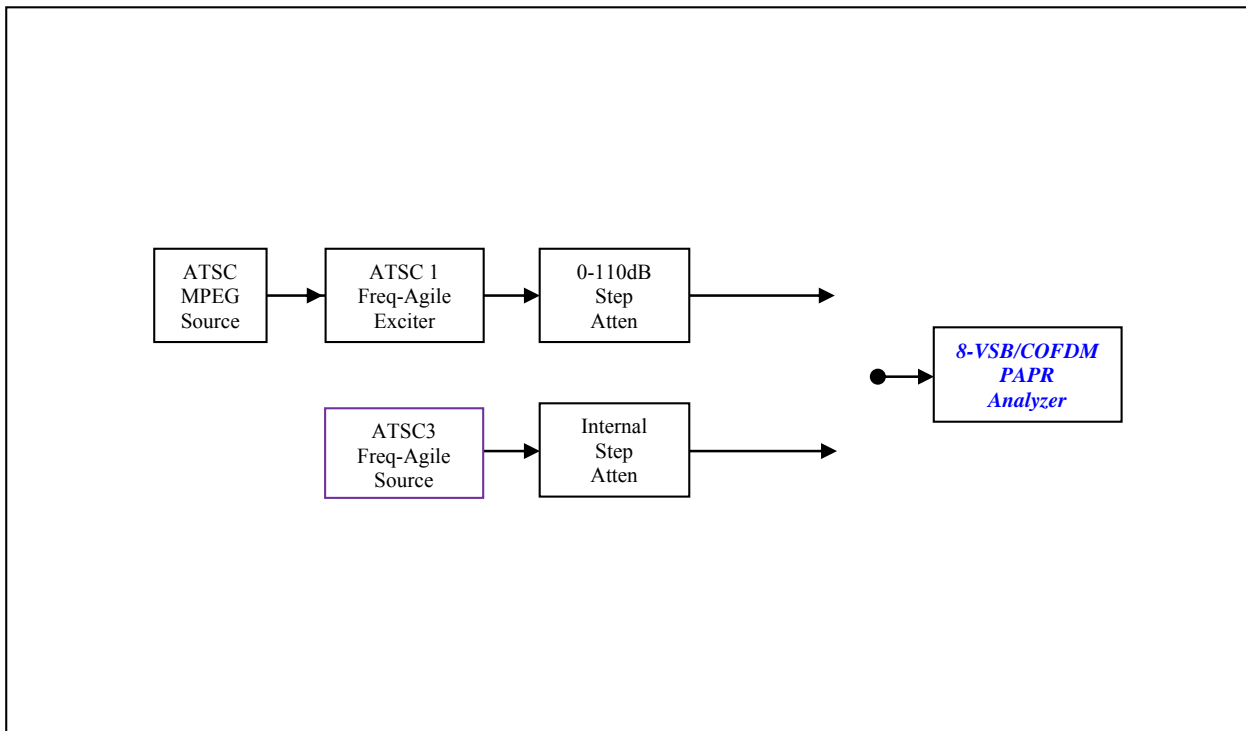 ATSC
MPEG
Source
ATSC 1
Freq-Agile
Exciter
0-110dB
Step
Atten
8-VSB/COFDM
PAPR
Analyzer
ATSC3
Freq-Agile
Source
Internal
Step
Atten